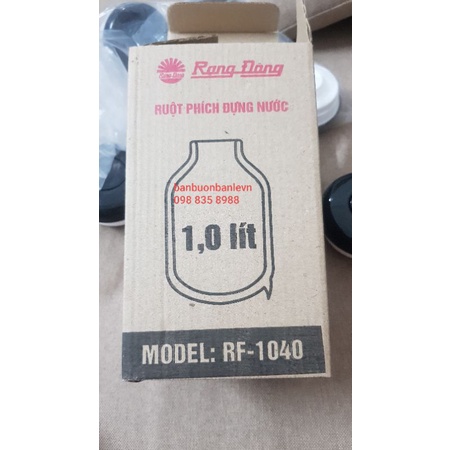 Rạng Đông
RUỘT PHÍCH ĐỰNG NƯỚC
banbuonbanlevn
098 835 8988
1,0 lít
MODEL: RF-1040